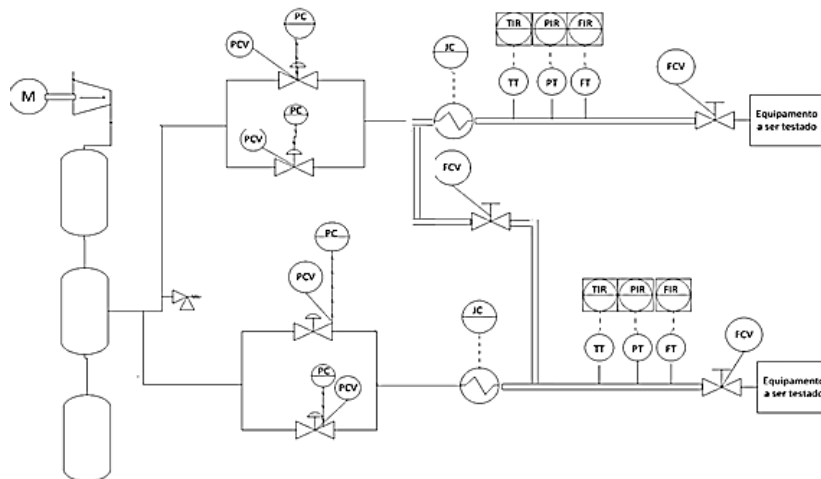 PC
PCV
TIR
PIR
FIR
JC
M
PC
TT
PT
FT
FCV
Equipamento
a ser testado
PCV
FCV
PC
PCV
TIR
PIR
FIR
JC
PC
PCV
TT
PT
FT
FCV
Equipamento
a ser testado